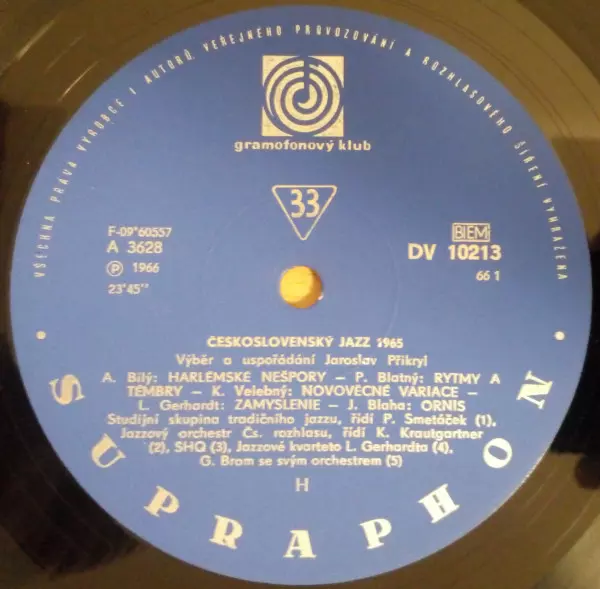 VŠECHNA PRÁVA VÝROBCE I AUTORŮ VEŘEJNÉHO PROVOZOVÁNÍ A ROZHLASOVÉHO ŠÍŘENÍ VYHRAZENA
gramofonový klub
33
F-09*60557
A 3628
Ⓟ 1966
23'45''
BIEM
DV 10213
66 1
ČESKOSLOVENSKÝ JAZZ 1965
Výběr a uspořádání Jaroslav Přikryl
A. Bílý: HARLEMSKÉ NEŠPORY – P. Blatný: RYTMY A
TÉMBRY – K. Velebný: NOVOVĚCNÉ VARIACE –
L. Gerhardt: ZAMYSLENIE – J. Blaha: ORNIS
Studijní skupina tradičního jazzu, řídí P. Smetáček (1),
Jazzový orchestr Čs. rozhlasu, řídí K. Krautgartner
(2), SHQ (3), Jazzové kvarteto L. Gerhardta (4),
G. Brom se svým orchestrem (5)
H
SUPRAPHON